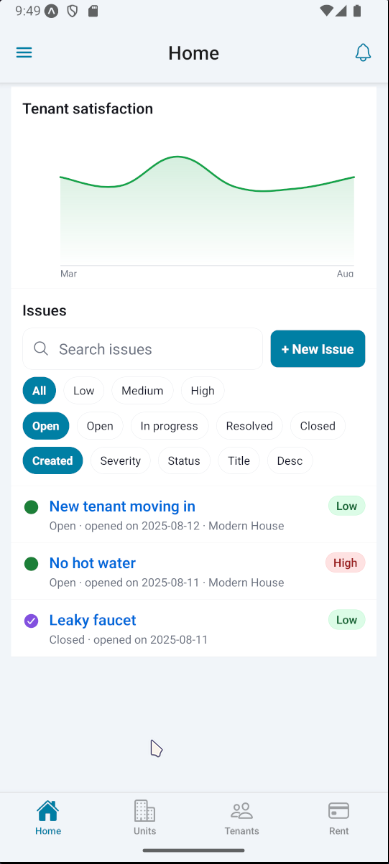 9:49
Home
Tenant satisfaction
Mar Aug
Issues
Search issues + New Issue
All Low Medium High
Open Open In progress Resolved Closed
Created Severity Status Title Desc
New tenant moving in Low
Open · opened on 2025-08-12 · Modern House
No hot water High
Open · opened on 2025-08-11 · Modern House
Leaky faucet Low
Closed · opened on 2025-08-11
Home Units Tenants Rent